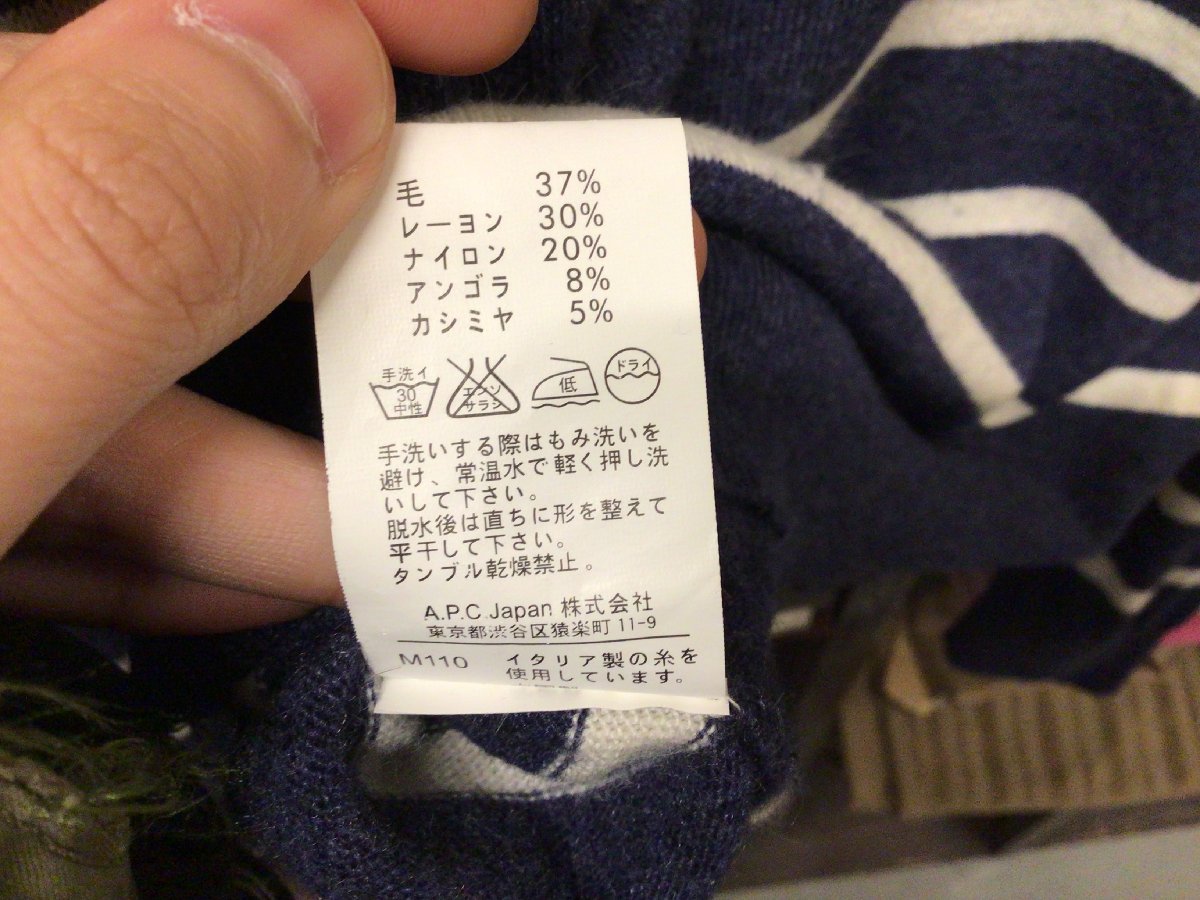 毛 37%
レーヨン 30%
ナイロン 20%
アンゴラ 8%
カシミヤ 5%
手洗イ 30 中性
エンソ サラシ
低
ドライ
手洗いする際はもみ洗いを
避け、常温水で軽く押し洗
いして下さい。
脱水後は直ちに形を整えて
平干して下さい。
タンブル乾燥禁止。
A.P.C.Japan 株式会社
東京都渋谷区猿楽町 11-9
M110 イタリア製の糸を
使用しています。